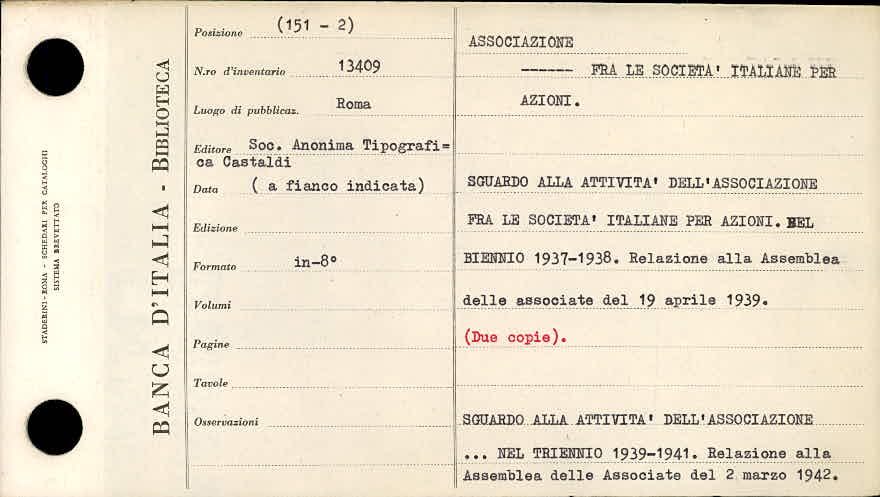 STADERINI-ROMA - SCHEDARI PER CATALOGHI
SISTEMA BREVETTATO
BANCA D'ITALIA - BIBLIOTECA
Posizione (151 - 2)
N.ro d'inventario 13409
Luogo di pubblicaz. Roma
Editore Soc. Anonima Tipografi=
ca Castaldi
Data ( a fianco indicata)
Edizione
Formato in-8°
Volumi
Pagine
Tavole
Osservazioni
ASSOCIAZIONE
------ FRA LE SOCIETA' ITALIANE PER
AZIONI.
SGUARDO ALLA ATTIVITA' DELL'ASSOCIAZIONE
FRA LE SOCIETA' ITALIANE PER AZIONI. NEL
BIENNIO 1937-1938. Relazione alla Assemblea
delle associate del 19 aprile 1939.
(Due copie).
SGUARDO ALLA ATTIVITA' DELL'ASSOCIAZIONE
... NEL TRIENNIO 1939-1941. Relazione alla
Assemblea delle Associate del 2 marzo 1942.